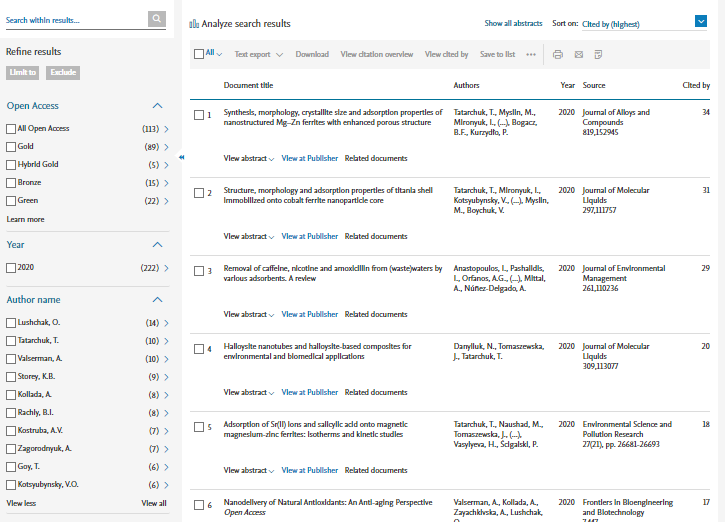 Search within results...
Refine results
Limit to Exclude
Open Access
All Open Access (113)
Gold (89)
Hybrid Gold (5)
Bronze (15)
Green (22)
Learn more
Year
2020 (222)
Author name
Lushchak, O. (14)
Tatarchuk, T. (10)
Vaiserman, A. (10)
Storey, K.B. (9)
Koliada, A. (8)
Rachiy, B.I. (8)
Kostruba, A.V. (7)
Zagorodnyuk, A. (7)
Goy, T. (6)
Kotsyubynsky, V.O. (6)
View less View all
Analyze search results Show all abstracts Sort on: Cited by (highest)
All Text export Download View citation overview View cited by Save to list •••
Document title Authors Year Source Cited by
1 Synthesis, morphology, crystallite size and adsorption properties of Tatarchuk, T., Myslin, M., 2020 Journal of Alloys and 34
nanostructured Mg–Zn ferrites with enhanced porous structure Mironyuk, I., (...), Bogacz, Compounds
B.F., Kurzydło, P. 819,152945
View abstract View at Publisher Related documents
2 Structure, morphology and adsorption properties of titania shell Tatarchuk, T., Mironyuk, I., 2020 Journal of Molecular 31
immobilized onto cobalt ferrite nanoparticle core Kotsyubynsky, V., (...), Myslin, Liquids
M., Boychuk, V. 297,111757
View abstract View at Publisher Related documents
3 Removal of caffeine, nicotine and amoxicillin from (waste)waters by Anastopoulos, I., Pashalidis, 2020 Journal of Environmental 29
various adsorbents. A review I., Orfanos, A.G., (...), Mittal, Management
A., Núñez-Delgado, A. 261,110236
View abstract View at Publisher Related documents
4 Halloysite nanotubes and halloysite-based composites for Danyliuk, N., Tomaszewska, 2020 Journal of Molecular 20
environmental and biomedical applications J., Tatarchuk, T. Liquids
309,113077
View abstract View at Publisher Related documents
5 Adsorption of Sr(II) ions and salicylic acid onto magnetic Tatarchuk, T., Naushad, M., 2020 Environmental Science and 18
magnesium-zinc ferrites: isotherms and kinetic studies Tomaszewska, J., (...), Pollution Research
Vasylyeva, H., Ścigalski, P. 27(21), pp. 26681-26693
View abstract View at Publisher Related documents
6 Nanodelivery of Natural Antioxidants: An Anti-aging Perspective Vaiserman, A., Koliada, A., 2020 Frontiers in Bioengineering 17
Open Access Zayachkivska, A., Lushchak, and Biotechnology